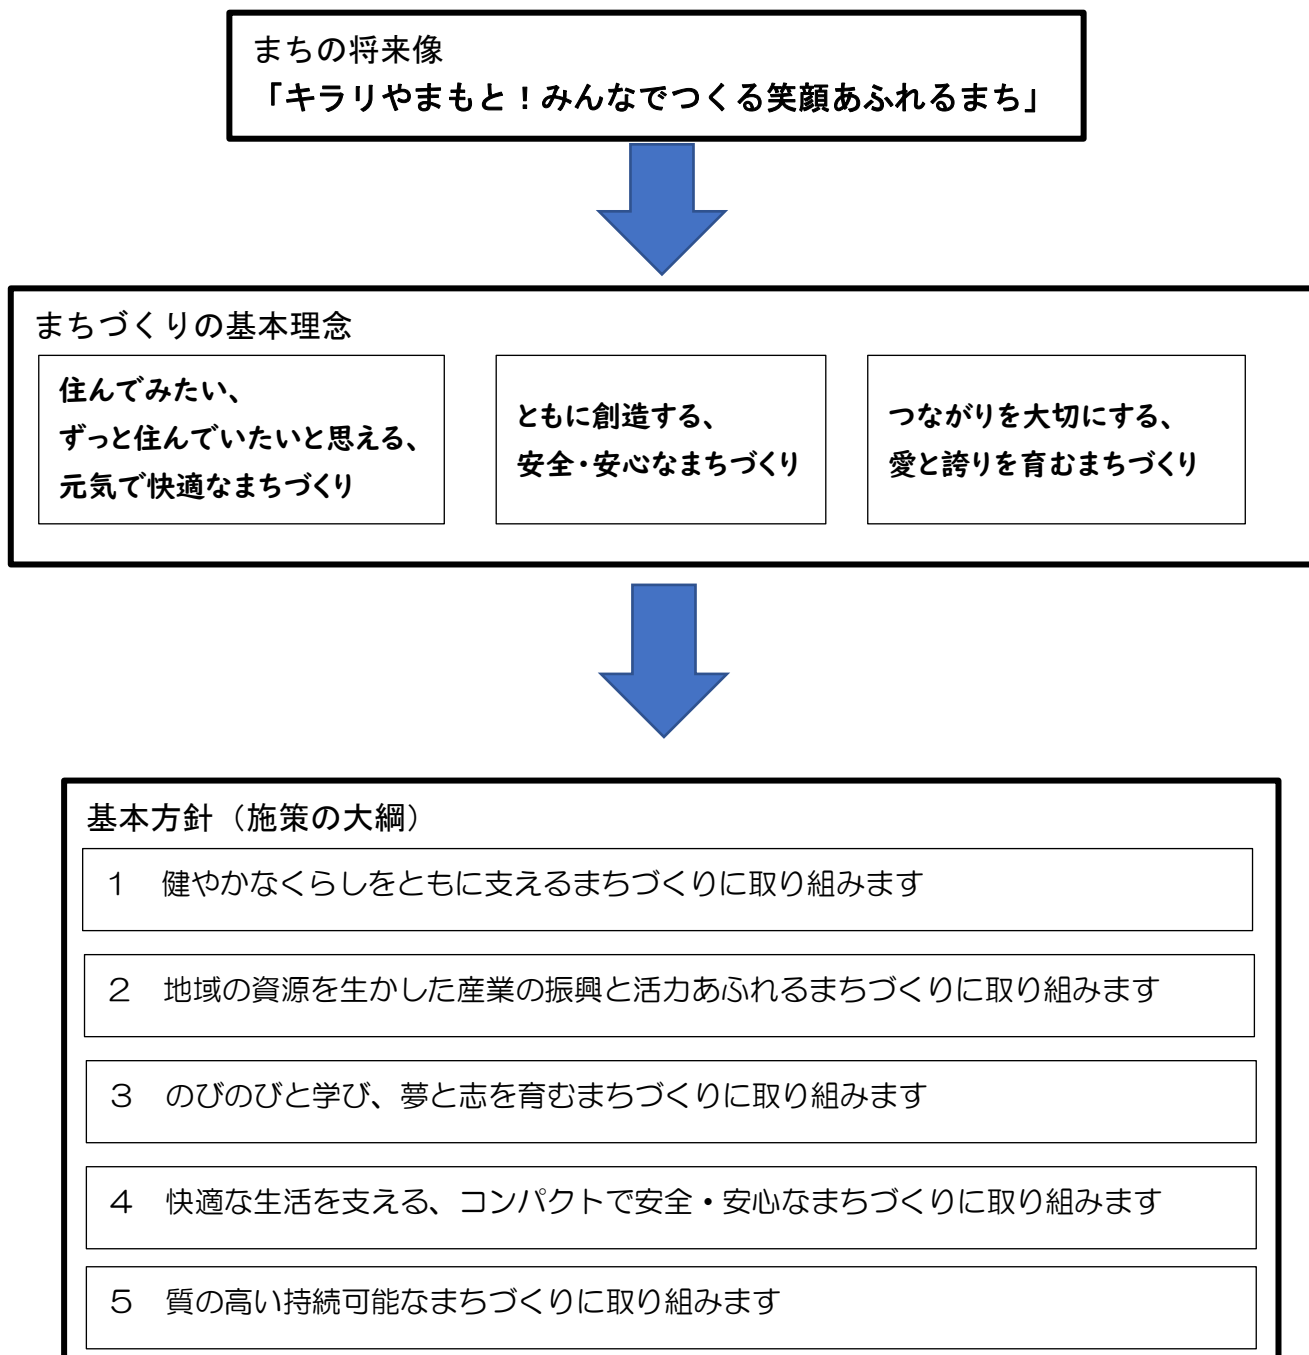 まちの将来像
「キラリやまもと！みんなでつくる笑顔あふれるまち」
まちづくりの基本理念
住んでみたい、
ずっと住んでいたいと思える、
元気で快適なまちづくり
ともに創造する、
安全・安心なまちづくり
つながりを大切にする、
愛と誇りを育むまちづくり
基本方針（施策の大綱）
１　健やかなくらしをともに支えるまちづくりに取り組みます
２　地域の資源を生かした産業の振興と活力あふれるまちづくりに取り組みます
３　のびのびと学び、夢と志を育むまちづくりに取り組みます
４　快適な生活を支える、コンパクトで安全・安心なまちづくりに取り組みます
５　質の高い持続可能なまちづくりに取り組みます